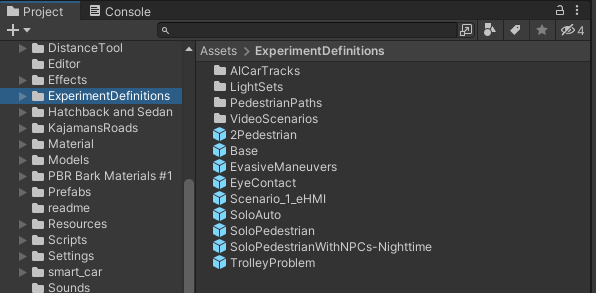 Project
Console
4
DistanceTool
Editor
Effects
ExperimentDefinitions
Hatchback and Sedan
KajamansRoads
Material
Models
PBR Bark Materials #1
Prefabs
readme
Resources
Scripts
Settings
smart_car
Sounds
Assets > ExperimentDefinitions
AICarTracks
LightSets
PedestrianPaths
VideoScenarios
2Pedestrian
Base
EvasiveManeuvers
EyeContact
Scenario_1_eHMI
SoloAuto
SoloPedestrian
SoloPedestrianWithNPCs-Nighttime
TrolleyProblem